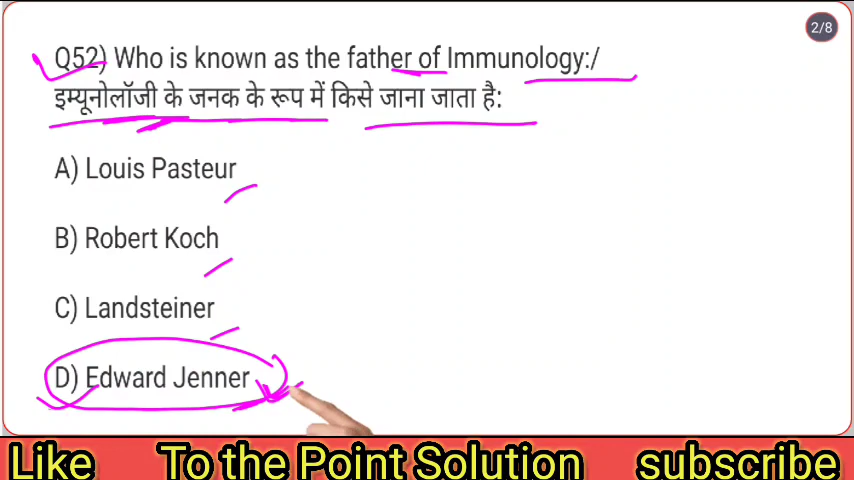 2/8
Q52) Who is known as the father of Immunology:/
इम्यूनोलॉजी के जनक के रूप में किसे जाना जाता है:
A) Louis Pasteur
B) Robert Koch
C) Landsteiner
D) Edward Jenner
Like To the Point Solution subscribe